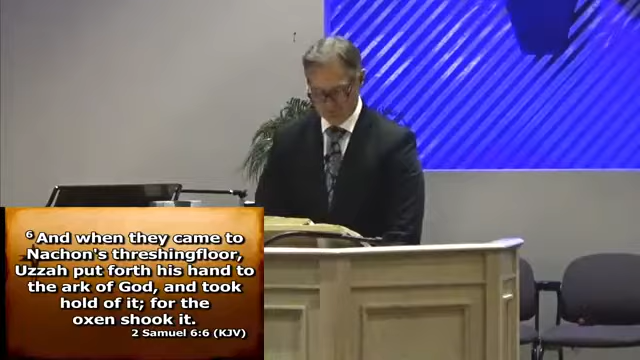 6And when they came to
Nachon's threshingfloor,
Uzzah put forth his hand to
the ark of God, and took
hold of it; for the
oxen shook it.
2 Samuel 6:6 (KJV)